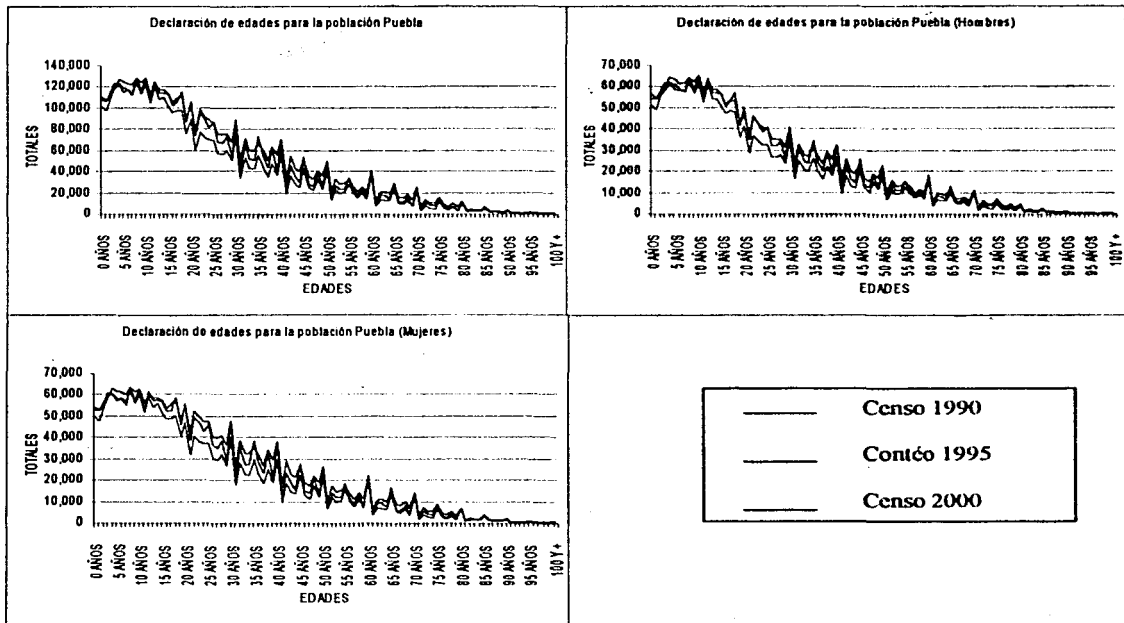 Declaración de edades para la población Puebla
TOTALES
140,000
120,000
100,000
80,000
60,000
40,000
20,000
0
0 AÑOS
5 AÑOS
10 AÑOS
15 AÑOS
20 AÑOS
25 AÑOS
30 AÑOS
35 AÑOS
40 AÑOS
45 AÑOS
50 AÑOS
55 AÑOS
60 AÑOS
65 AÑOS
70 AÑOS
75 AÑOS
80 AÑOS
85 AÑOS
90 AÑOS
95 AÑOS
100 Y +
EDADES
Declaración de edades para la población Puebla (Hombres)
TOTALES
70,000
60,000
50,000
40,000
30,000
20,000
10,000
0
0 AÑOS
5 AÑOS
10 AÑOS
15 AÑOS
20 AÑOS
25 AÑOS
30 AÑOS
35 AÑOS
40 AÑOS
45 AÑOS
50 AÑOS
55 AÑOS
60 AÑOS
65 AÑOS
70 AÑOS
75 AÑOS
80 AÑOS
85 AÑOS
90 AÑOS
95 AÑOS
100 Y +
EDADES
Declaración de edades para la población Puebla (Mujeres)
TOTALES
70,000
60,000
50,000
40,000
30,000
20,000
10,000
0
0 AÑOS
5 AÑOS
10 AÑOS
15 AÑOS
20 AÑOS
25 AÑOS
30 AÑOS
35 AÑOS
40 AÑOS
45 AÑOS
50 AÑOS
55 AÑOS
60 AÑOS
65 AÑOS
70 AÑOS
75 AÑOS
80 AÑOS
85 AÑOS
90 AÑOS
95 AÑOS
100 Y +
EDADES
Censo 1990
Contéo 1995
Censo 2000